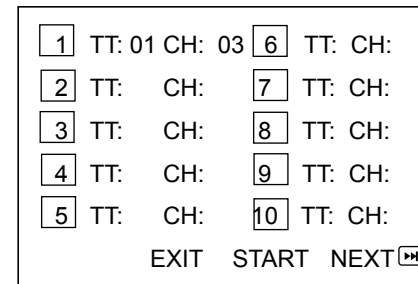 1 TT: 01 CH: 03 6 TT: CH:
2 TT: CH: 7 TT: CH:
3 TT: CH: 8 TT: CH:
4 TT: CH: 9 TT: CH:
5 TT: CH: 10 TT: CH:
EXIT START NEXT